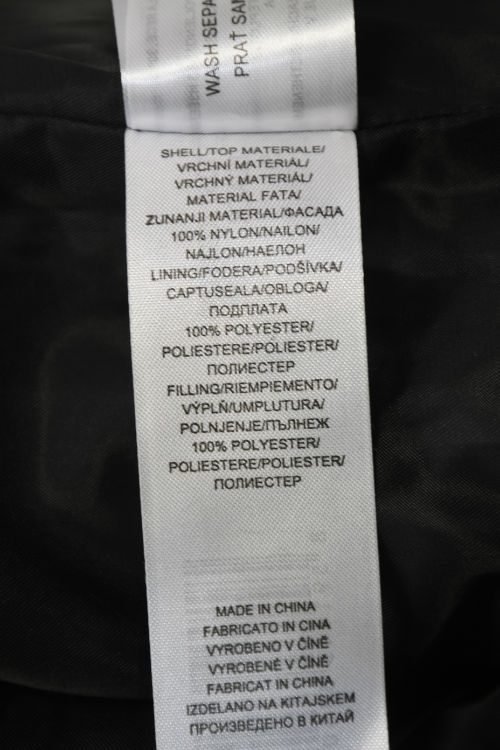 WASH SEPA
PRAŤ SA
SHELL/TOP MATERIALE/
VRCHNÍ MATERIÁL/
VRCHNÝ MATERIÁL/
MATERIAL FATA/
ZUNANJI MATERIAL/ФАСАДА
100% NYLON/NAILON/
NAJLON/НАЕЛОН
LINING/FODERA/PODŠÍVKA/
CAPTUSEALA/OBLOGA/
ПОДПЛАТА
100% POLYESTER/
POLIESTERE/POLIESTER/
ПОЛИЕСТЕР
FILLING/RIEMPIEMENTO/
VÝPLŇ/UMPLUTURA/
POLNJENJE/ПЪЛНЕЖ
100% POLYESTER/
POLIESTERE/POLIESTER/
ПОЛИЕСТЕР
MADE IN CHINA
FABRICATO IN CINA
VYROBENO V ČÍNĚ
VYROBENÉ V ČÍNĚ
FABRICAT IN CHINA
IZDELANO NA KITAJSKEM
ПРОИЗВЕДЕНО В КИТАЙ